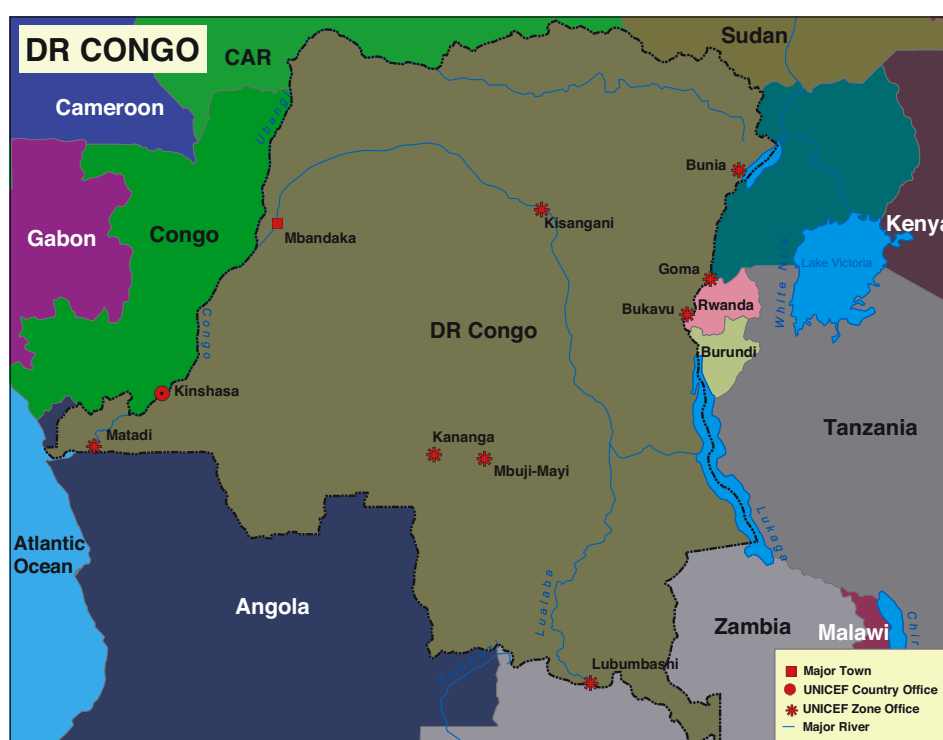 DR CONGO
CAR
Sudan
Cameroon
Ubangi
Bunia
Gabon
Congo
Mbandaka
Kisangani
Kenya
Lake Victoria
White Nile
Goma
Bukavu
Rwanda
Congo
DR Congo
Burundi
Kinshasa
Matadi
Kananga
Mbuji-Mayi
Tanzania
Atlantic
Ocean
Lukaga
Angola
Lualaba
Zambia
Malawi
Chir
Lubumbashi
Major Town
UNICEF Country Office
UNICEF Zone Office
Major River